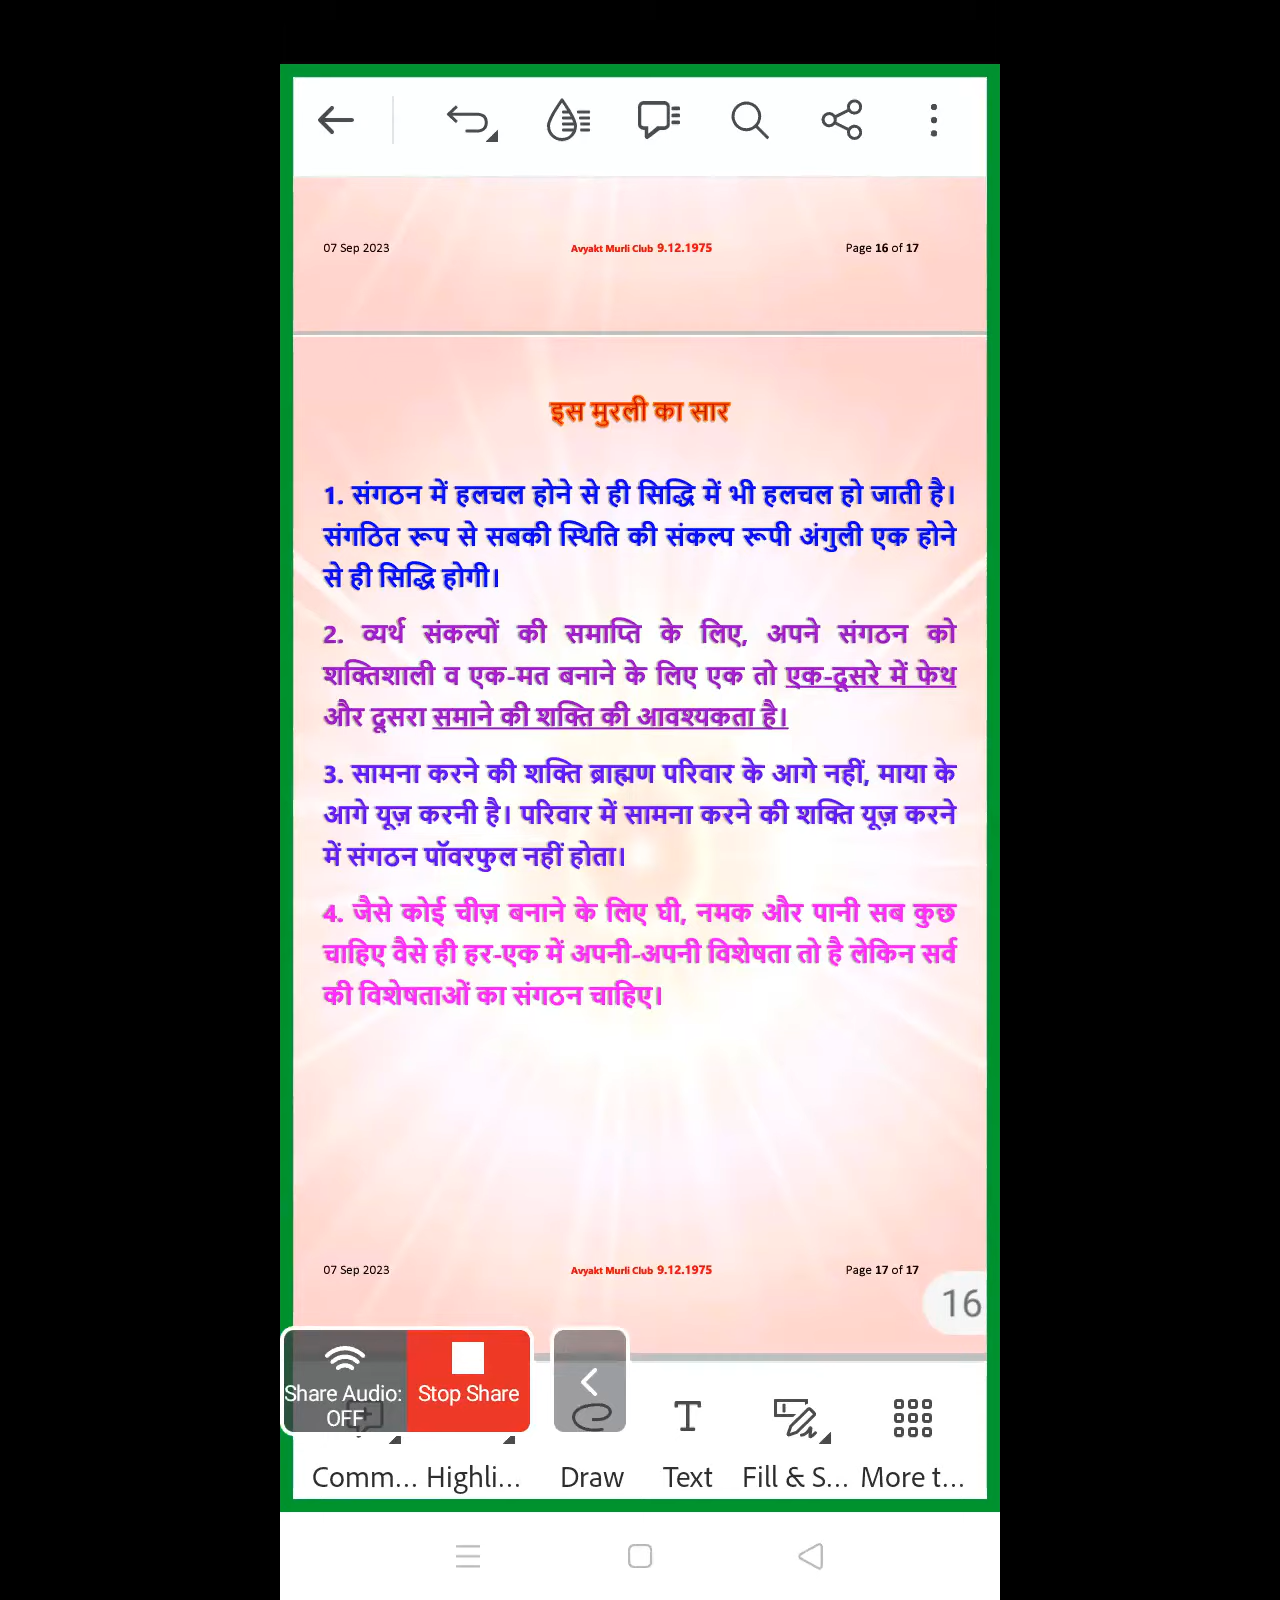 07 Sep 2023 Avyakt Murli Club 9.12.1975 Page 16 of 17
इस मुरली का सार
1. संगठन में हलचल होने से ही सिद्धि में भी हलचल हो जाती है।
संगठित रूप से सबकी स्थिति की संकल्प रूपी अंगुली एक होने
से ही सिद्धि होगी।
2. व्यर्थ संकल्पों की समाप्ति के लिए, अपने संगठन को
शक्तिशाली व एक-मत बनाने के लिए एक तो एक-दूसरे में फेथ
और दूसरा समाने की शक्ति की आवश्यकता है।
3. सामना करने की शक्ति ब्राह्मण परिवार के आगे नहीं, माया के
आगे यूज़ करनी है। परिवार में सामना करने की शक्ति यूज़ करने
में संगठन पॉवरफुल नहीं होता।
4. जैसे कोई चीज़ बनाने के लिए घी, नमक और पानी सब कुछ
चाहिए वैसे ही हर-एक में अपनी-अपनी विशेषता तो है लेकिन सर्व
की विशेषताओं का संगठन चाहिए।
07 Sep 2023 Avyakt Murli Club 9.12.1975 Page 17 of 17
16
Share Audio: Stop Share
OFF
T
Comm... Highli... Draw Text Fill & S... More t...